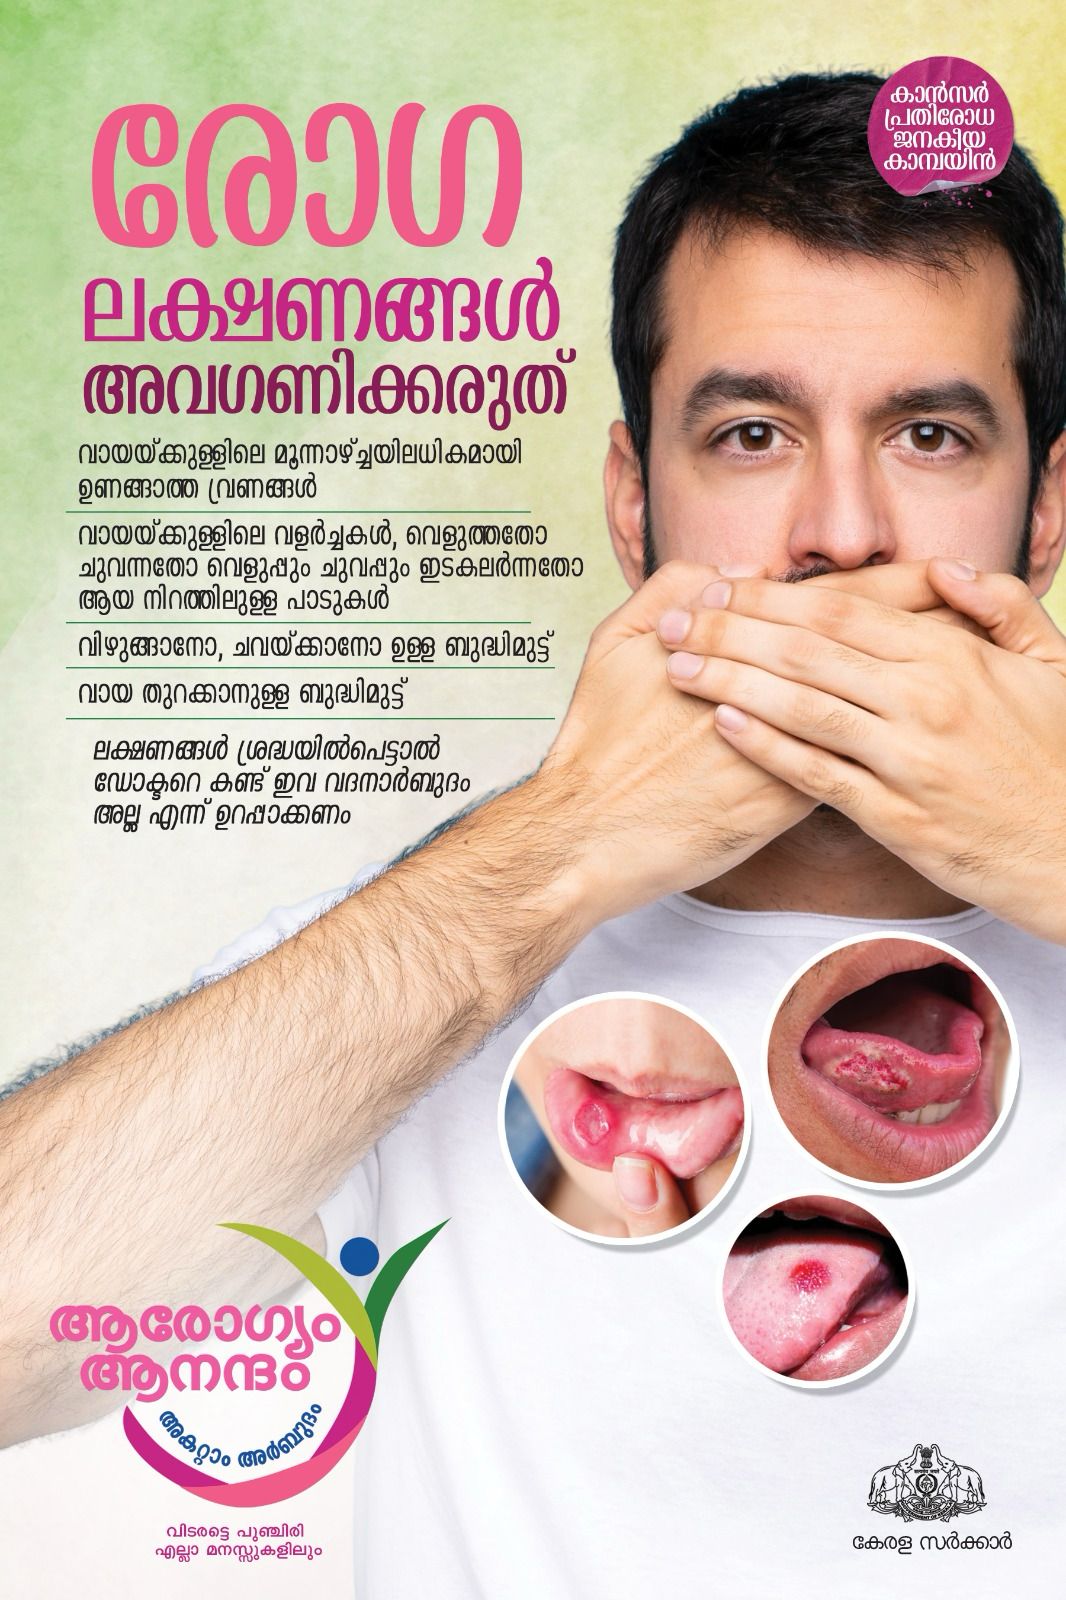 കാൻസർ
പ്രതിരോധ
ജനകീയ
കാമ്പയിൻ
രോഗ
ലക്ഷണങ്ങൾ
അവഗണിക്കരുത്
വായയ്ക്കുള്ളിലെ മൂന്നാഴ്ച്ചയിലധികമായി
ഉണങ്ങാത്ത വ്രണങ്ങൾ
വായയ്ക്കുള്ളിലെ വളർച്ചകൾ, വെളുത്തതോ
ചുവന്നതോ വെളുപ്പും ചുവപ്പും ഇടകലർന്നതോ
ആയ നിറത്തിലുള്ള പാടുകൾ
വിഴുങ്ങാനോ, ചവയ്ക്കാനോ ഉള്ള ബുദ്ധിമുട്ട്
വായ തുറക്കാനുള്ള ബുദ്ധിമുട്ട്
ലക്ഷണങ്ങൾ ശ്രദ്ധയിൽപെട്ടാൽ
ഡോക്ടറെ കണ്ട് ഇവ വദനാർബുദം
അല്ല എന്ന് ഉറപ്പാക്കണം
ആരോഗ്യം
ആനന്ദം
അകറ്റാം അർബുദം
വിടരട്ടെ പുഞ്ചിരി
എല്ലാ മനസ്സുകളിലും
കേരള സർക്കാർ